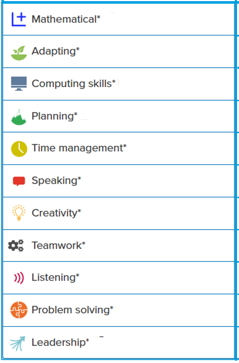 Mathematical*
Adapting*
Computing skills*
Planning*
Time management*
Speaking*
Creativity*
Teamwork*
Listening*
Problem solving*
Leadership*